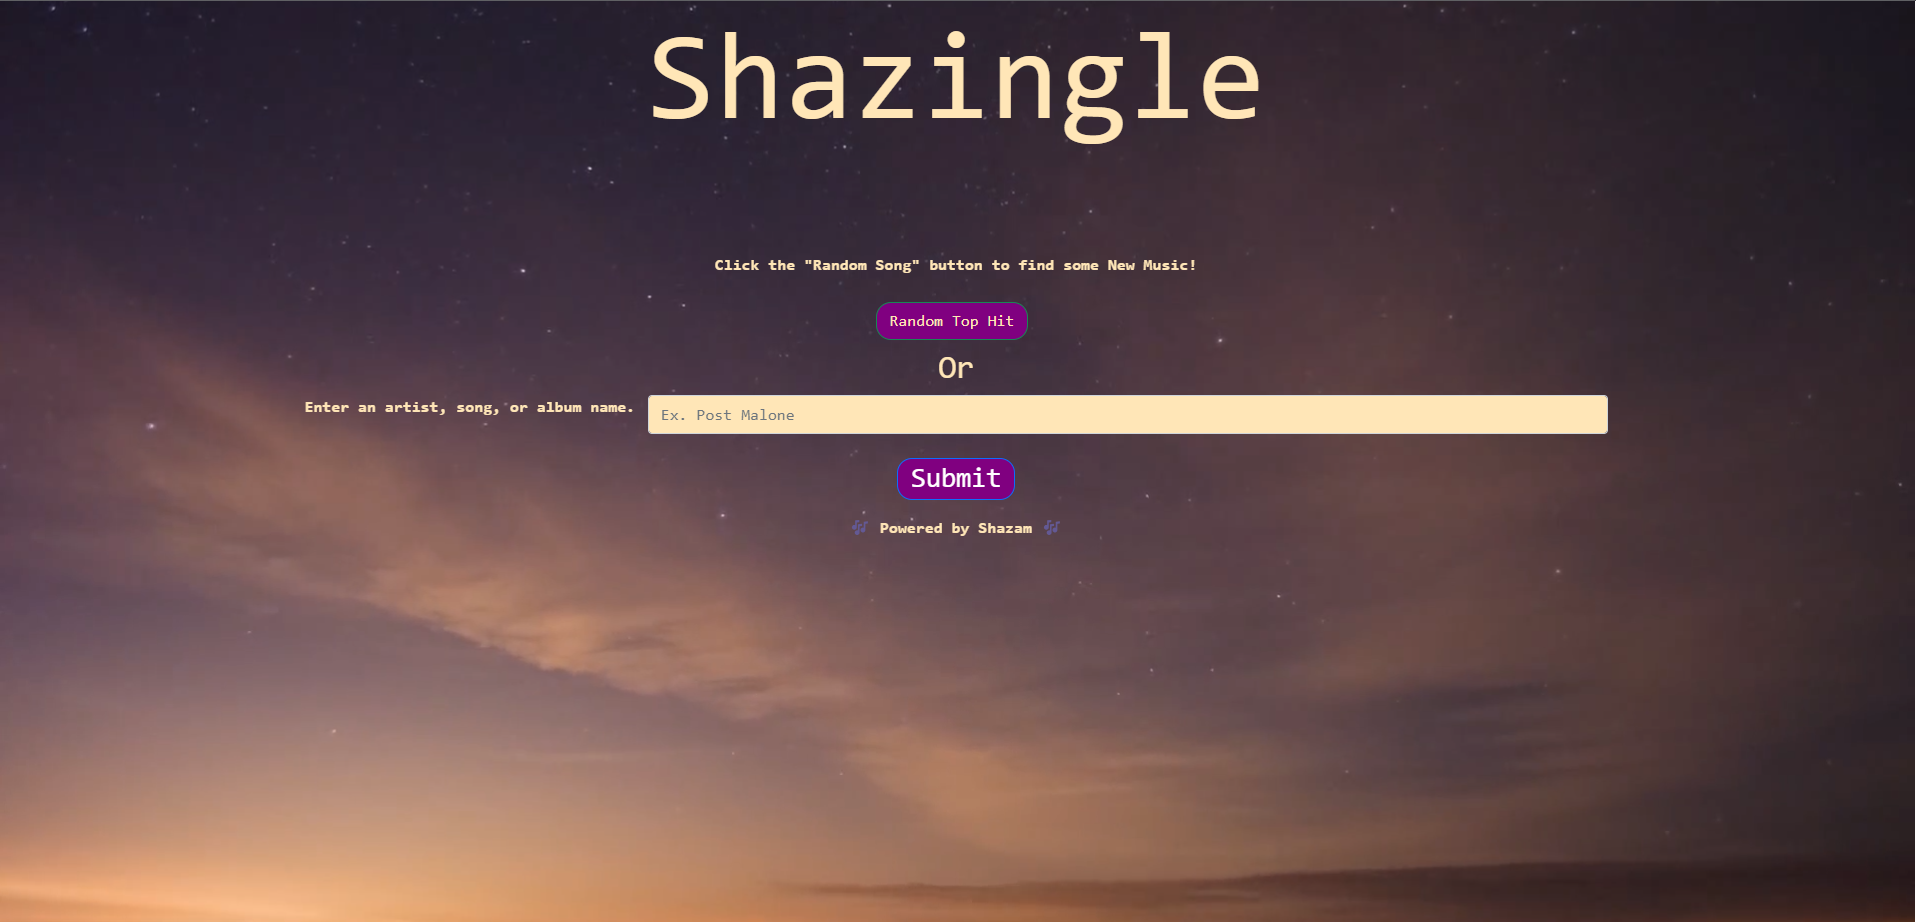 Shazingle
Click the "Random Song" button to find some New Music!
Random Top Hit
Or
Enter an artist, song, or album name.
Ex. Post Malone
Submit
🎶 Powered by Shazam 🎶